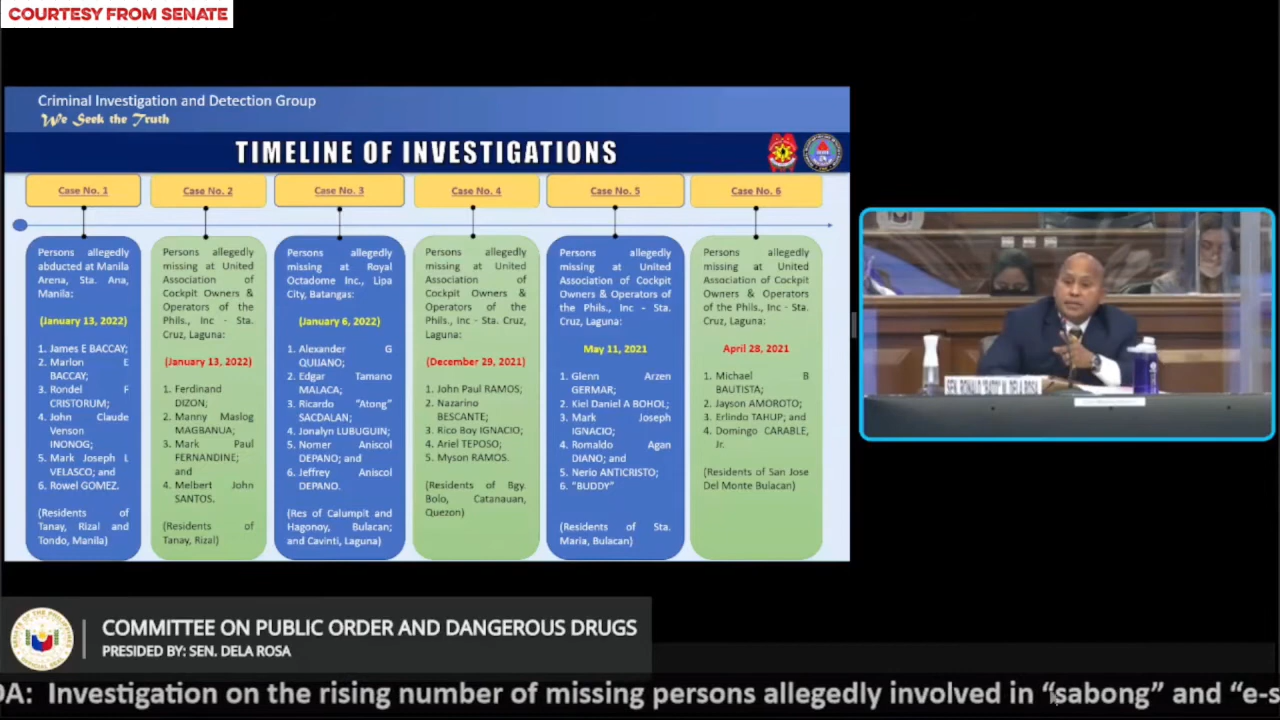 COURTESY FROM SENATE
Criminal Investigation and Detection Group
We Seek the Truth
TIMELINE OF INVESTIGATIONS
Case No. 1
Persons allegedly
abducted at Manila
Arena, Sta. Ana,
Manila:
(January 13, 2022)
1. James E BACCAY;
2. Marlon E
BACCAY;
3. Rondel F
CRISTORUM;
4. John Claude
Venson
INONOG;
5. Mark Joseph L
VELASCO; and
6. Rowel GOMEZ.
(Residents of
Tanay, Rizal and
Tondo, Manila)
Case No. 2
Persons allegedly
missing at United
Association of
Cockpit Owners &
Operators of the
Phils., Inc - Sta.
Cruz, Laguna:
(January 13, 2022)
1. Ferdinand
DIZON;
2. Manny Maslog
MAGBANUA;
3. Mark Paul
FERNANDINE;
and
4. Melbert John
SANTOS.
(Residents of
Tanay, Rizal)
Case No. 3
Persons allegedly
missing at Royal
Octadome Inc., Lipa
City, Batangas:
(January 6, 2022)
1. Alexander G
QUIJANO;
2. Edgar Tamano
MALACA;
3. Ricardo "Atong"
SACDALAN;
4. Jonalyn LUBUGUIN;
5. Nomer Aniscol
DEPANO; and
6. Jeffrey Aniscol
DEPANO.
(Res of Calumpit and
Hagonoy, Bulacan;
and Cavinti, Laguna)
Case No. 4
Persons allegedly
missing at United
Association of
Cockpit Owners &
Operators of the
Phils., Inc - Sta.
Cruz, Laguna:
(December 29, 2021)
1. John Paul RAMOS;
2. Nazarino
BESCANTE;
3. Rico Boy IGNACIO;
4. Ariel TEPOSO;
5. Myson RAMOS.
(Residents of Bgy.
Bolo, Catanauan,
Quezon)
Case No. 5
Persons allegedly
missing at United
Association of Cockpit
Owners & Operators
of the Phils., Inc -
Sta. Cruz, Laguna:
May 11, 2021
1. Glenn Arzen
GERMAR;
2. Kiel Daniel A BOHOL;
3. Mark Joseph
IGNACIO;
4. Romaldo Agan
DIANO; and
5. Nerio ANTICRISTO;
6. "BUDDY"
(Residents of Sta.
Maria, Bulacan)
Case No. 6
Persons allegedly
missing at United
Association of Cockpit
Owners & Operators
of the Phils., Inc -
Sta. Cruz, Laguna:
April 28, 2021
1. Michael B
BAUTISTA;
2. Jayson AMOROTO;
3. Erlindo TAHUP; and
4. Domingo CARABLE,
Jr.
(Residents of San Jose
Del Monte Bulacan)
SEN. RONALD "BATO" M. DELA ROSA
COMMITTEE ON PUBLIC ORDER AND DANGEROUS DRUGS
PRESIDED BY: SEN. DELA ROSA
DA: Investigation on the rising number of missing persons allegedly involved in "sabong" and "e-s